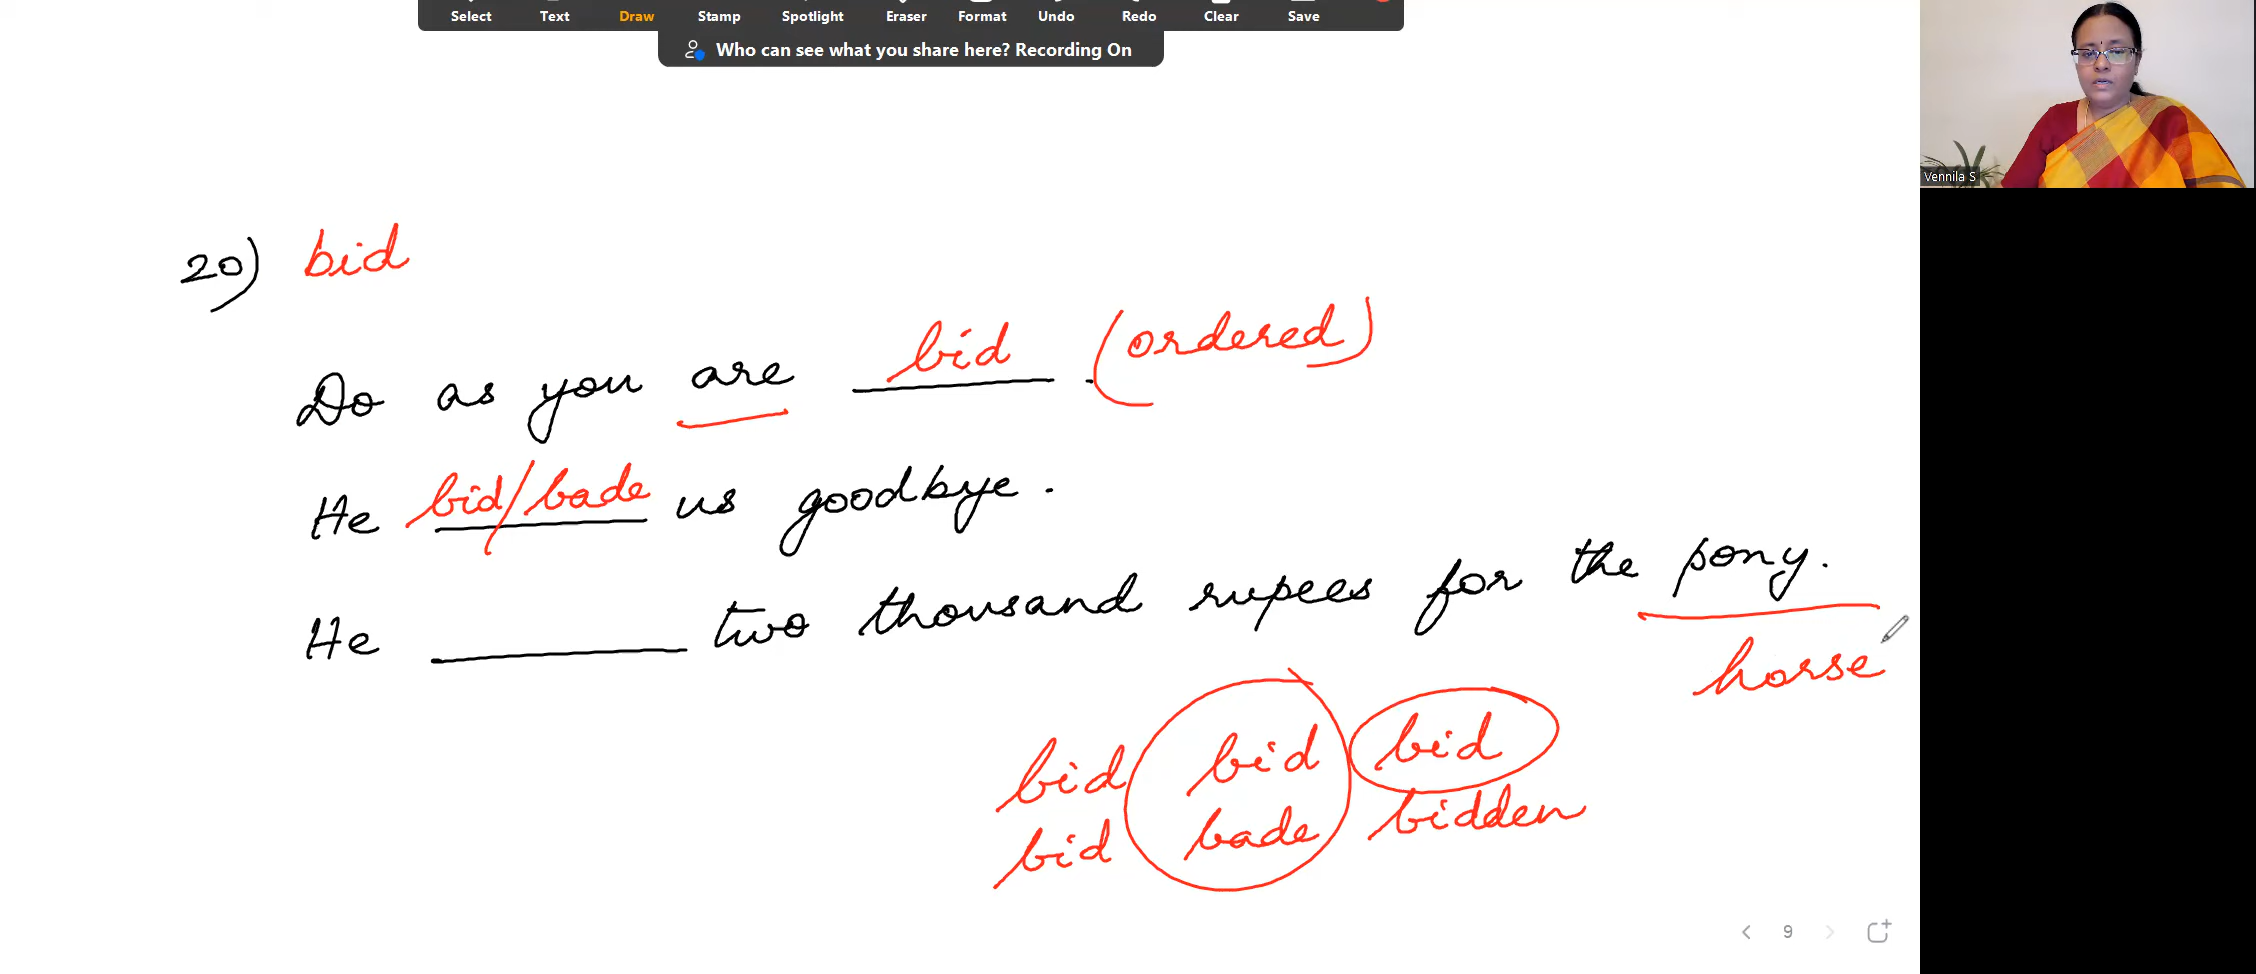 Select Text Draw Stamp Spotlight Eraser Format Undo Redo Clear Save
Who can see what you share here? Recording On
Vennila S
20) bid
Do as you are bid . (ordered)
He bid/bade us goodbye.
He ______ two thousand rupees for the pony.
horse
bid bid bid
bid bade bidden
9